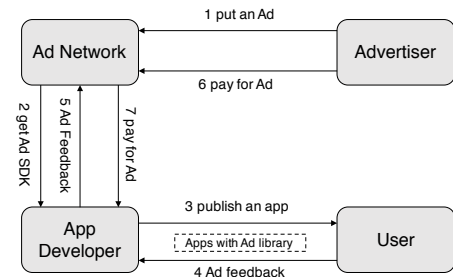 1 put an Ad
Ad Network
Advertiser
6 pay for Ad
2 get Ad SDK
5 Ad Feedback
7 pay for Ad
3 publish an app
App
Developer
Apps with Ad library
User
4 Ad feedback